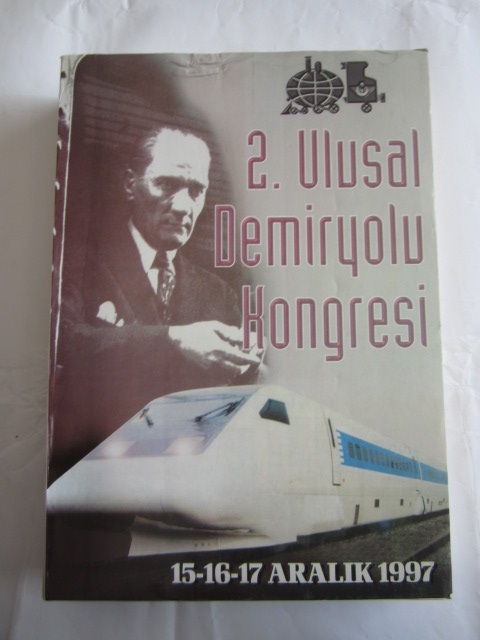 2. Ulusal
Demiryolu
Kongresi
15-16-17 ARALIK 1997